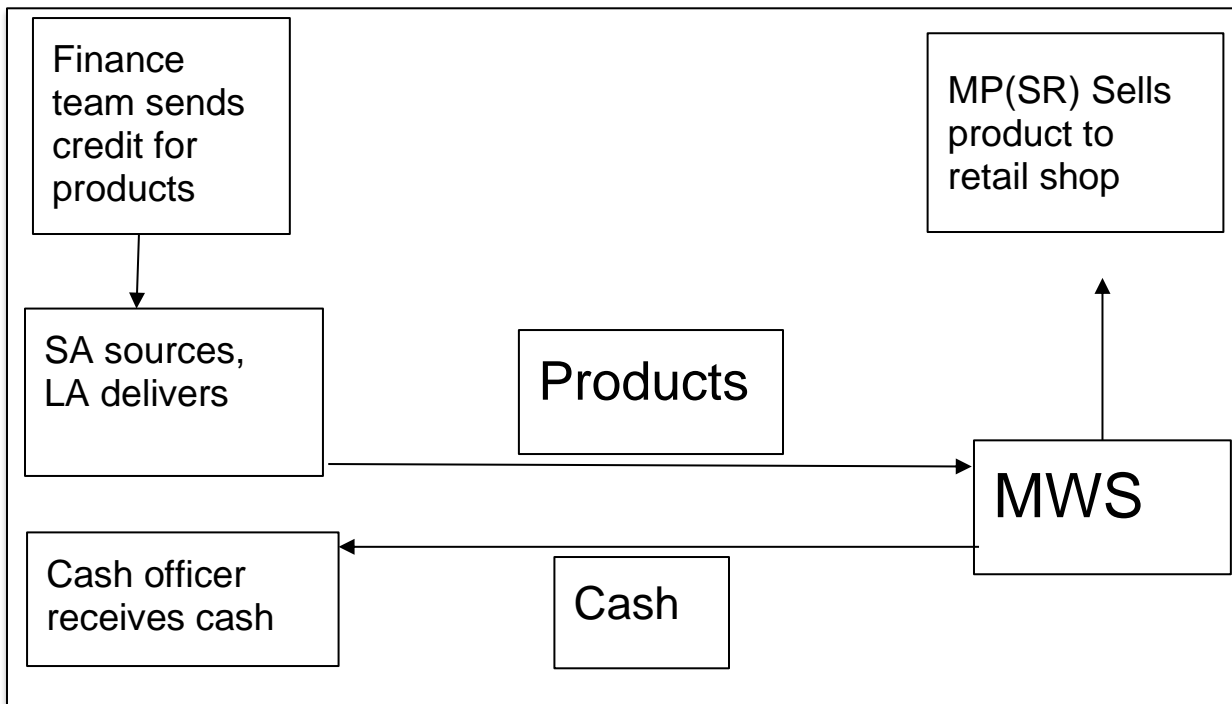 Finance
team sends
credit for
products
MP(SR) Sells
product to
retail shop
SA sources,
LA delivers
Products
MWS
Cash officer
receives cash
Cash